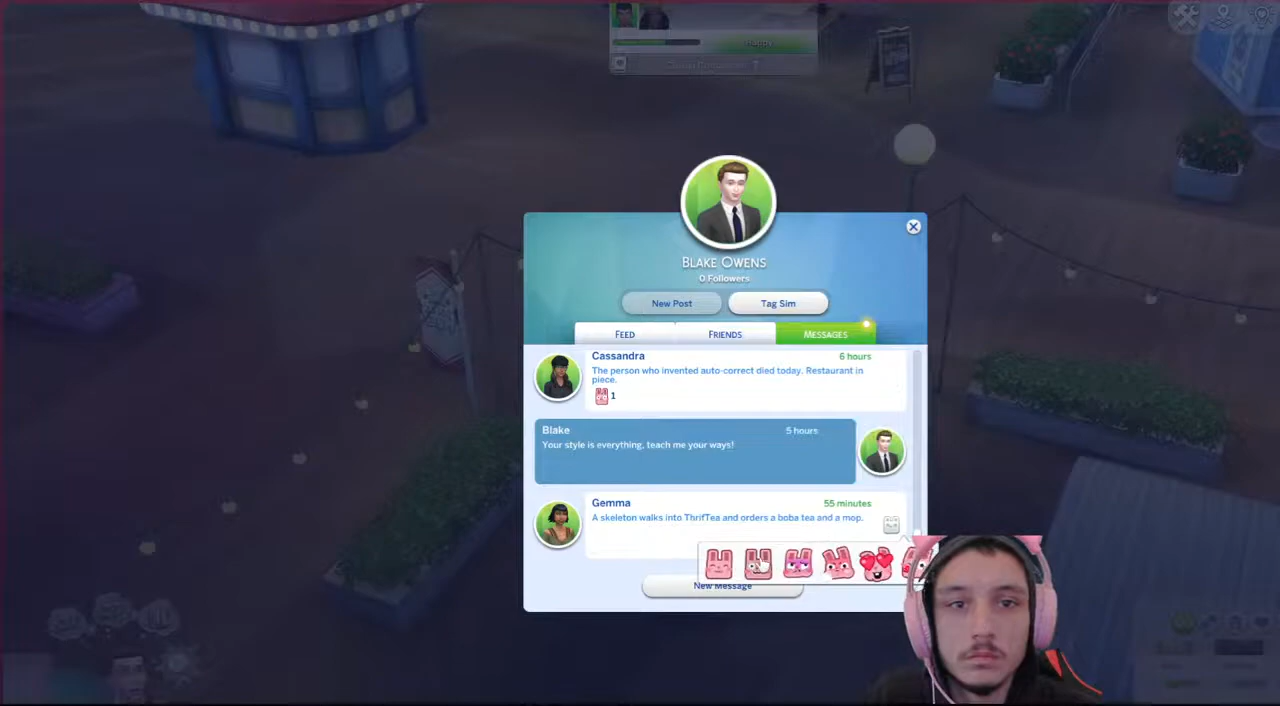 Happy
BLAKE OWENS
0 Followers
New Post
Tag Sim
FEED
FRIENDS
MESSAGES
Cassandra
6 hours
The person who invented auto-correct died today. Restaurant in
piece.
1
Blake
5 hours
Your style is everything, teach me your ways!
Gemma
55 minutes
A skeleton walks into ThrifTea and orders a boba tea and a mop.
New Message